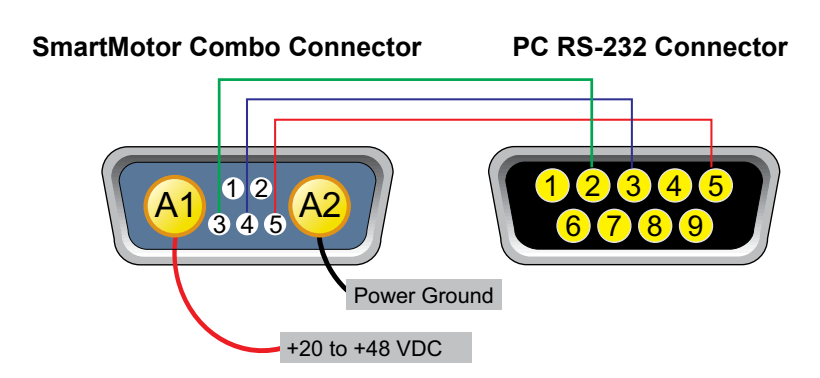 SmartMotor Combo Connector PC RS-232 Connector
A1 1 2 A2
3 4 5
1 2 3 4 5
6 7 8 9
Power Ground
+20 to +48 VDC